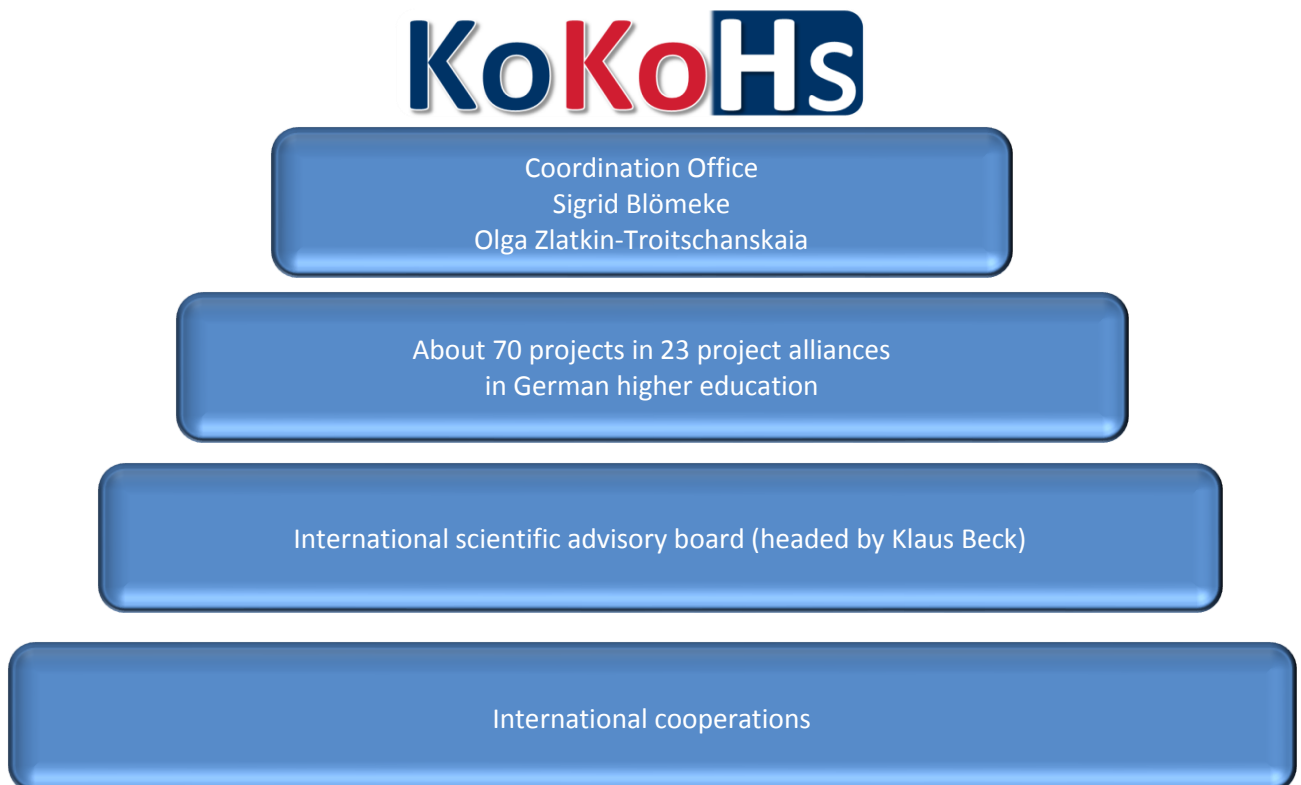 KoKoHs
Coordination Office
Sigrid Blömeke
Olga Zlatkin-Troitschanskaia
About 70 projects in 23 project alliances
in German higher education
International scientific advisory board (headed by Klaus Beck)
International cooperations